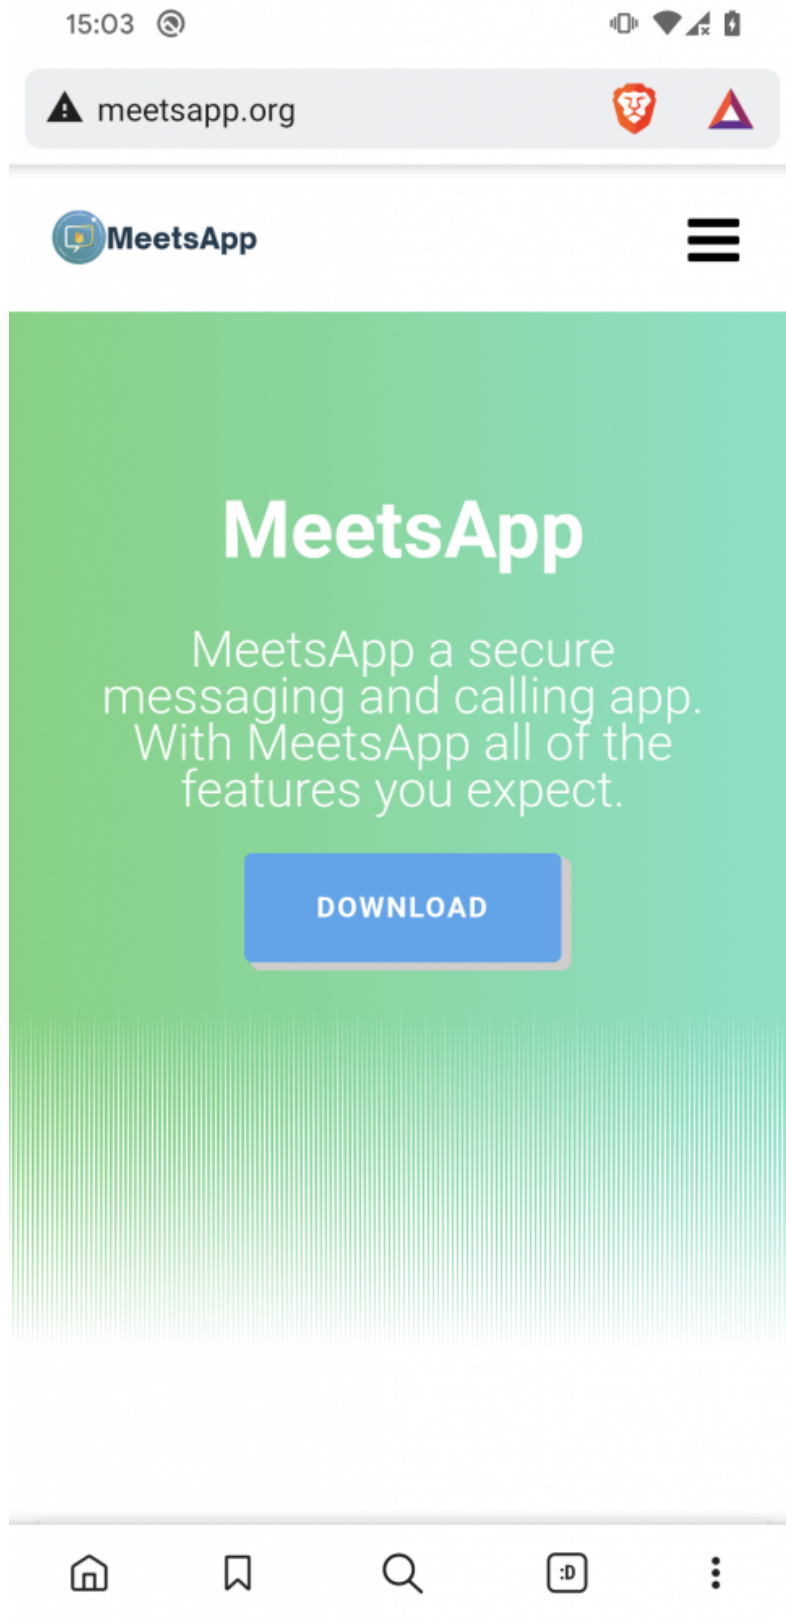 15:03
meetsapp.org
MeetsApp
MeetsApp
MeetsApp a secure
messaging and calling app.
With MeetsApp all of the
features you expect.
DOWNLOAD
:D